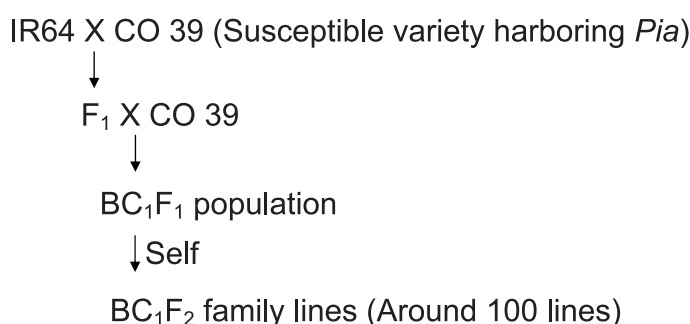 IR64 X CO 39 (Susceptible variety harboring Pia)
F₁ X CO 39
BC₁F₁ population
Self
BC₁F₂ family lines (Around 100 lines)